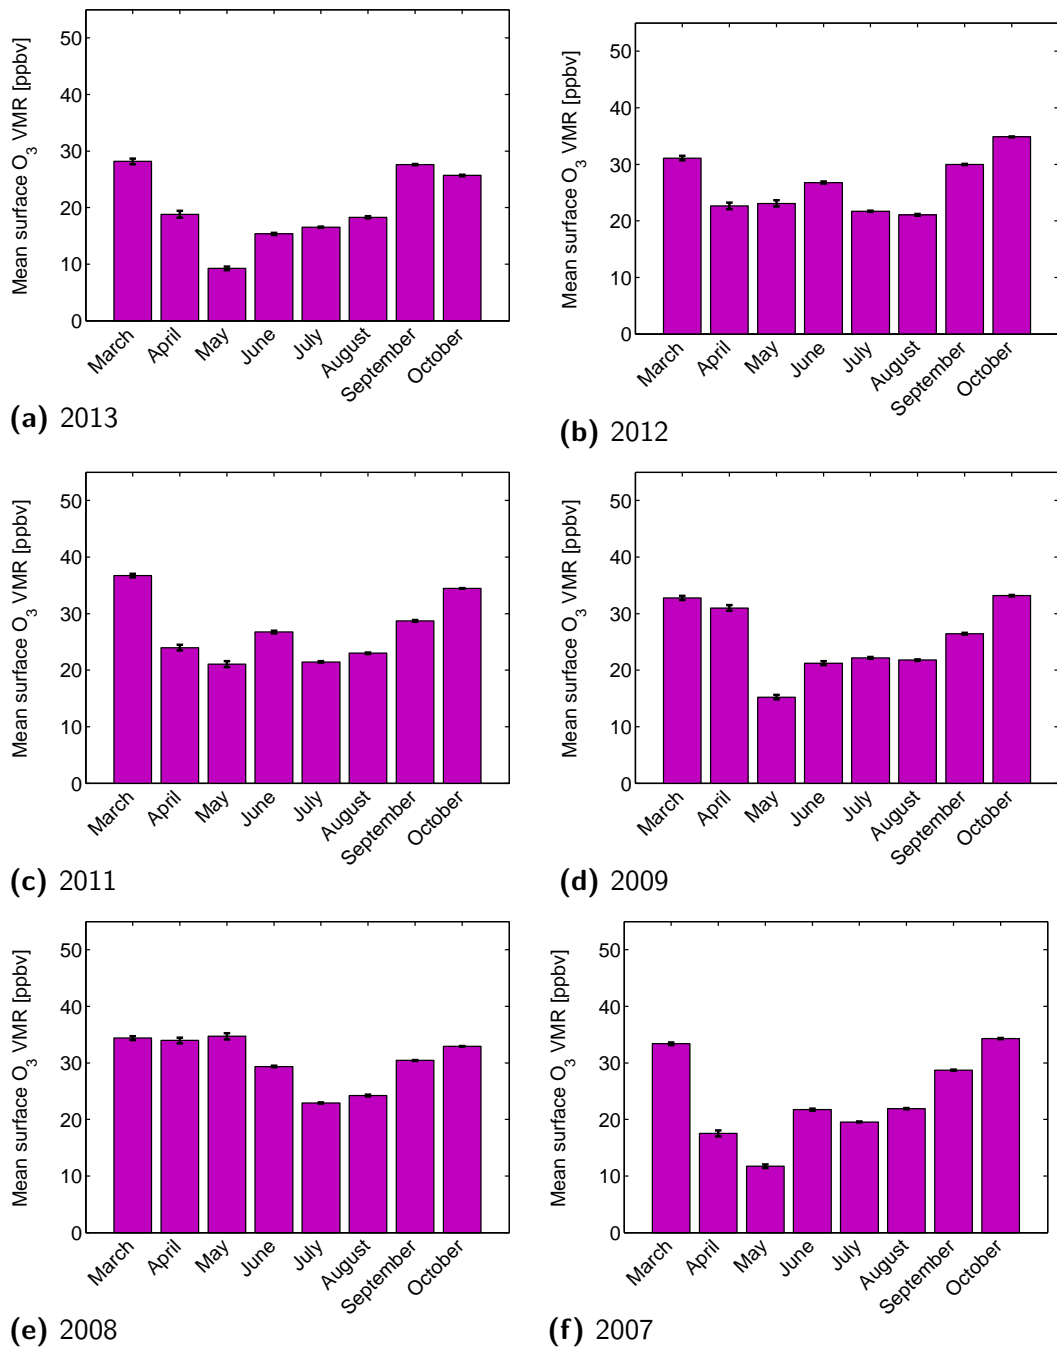 Mean surface O3 VMR [ppbv]
50
40
30
20
10
0
March
April
May
June
July
August
September
October
(a) 2013
Mean surface O3 VMR [ppbv]
50
40
30
20
10
0
March
April
May
June
July
August
September
October
(b) 2012
Mean surface O3 VMR [ppbv]
50
40
30
20
10
0
March
April
May
June
July
August
September
October
(c) 2011
Mean surface O3 VMR [ppbv]
50
40
30
20
10
0
March
April
May
June
July
August
September
October
(d) 2009
Mean surface O3 VMR [ppbv]
50
40
30
20
10
0
March
April
May
June
July
August
September
October
(e) 2008
Mean surface O3 VMR [ppbv]
50
40
30
20
10
0
March
April
May
June
July
August
September
October
(f) 2007